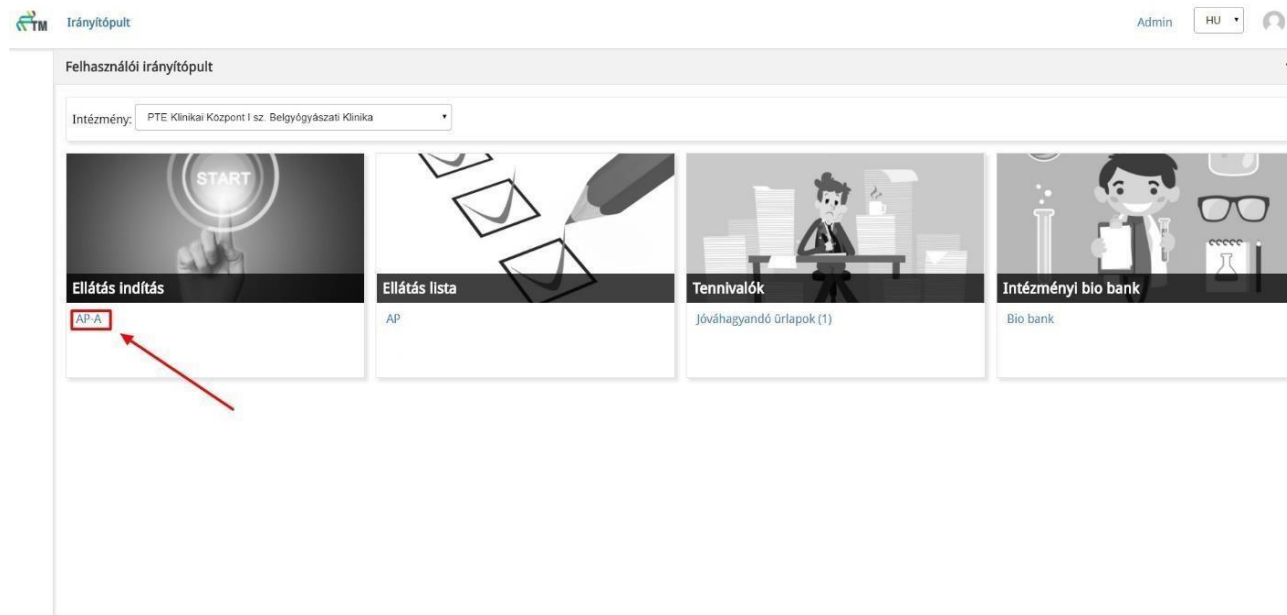 TM
Irányítópult
Admin
HU
Felhasználói irányítópult
Intézmény:
PTE Klinikai Központ I sz. Belgyógyászati Klinika
START
Ellátás indítás
Ellátás lista
Tennivalók
Intézményi bio bank
AP-A
AP
Jóváhagyandó űrlapok (1)
Bio bank